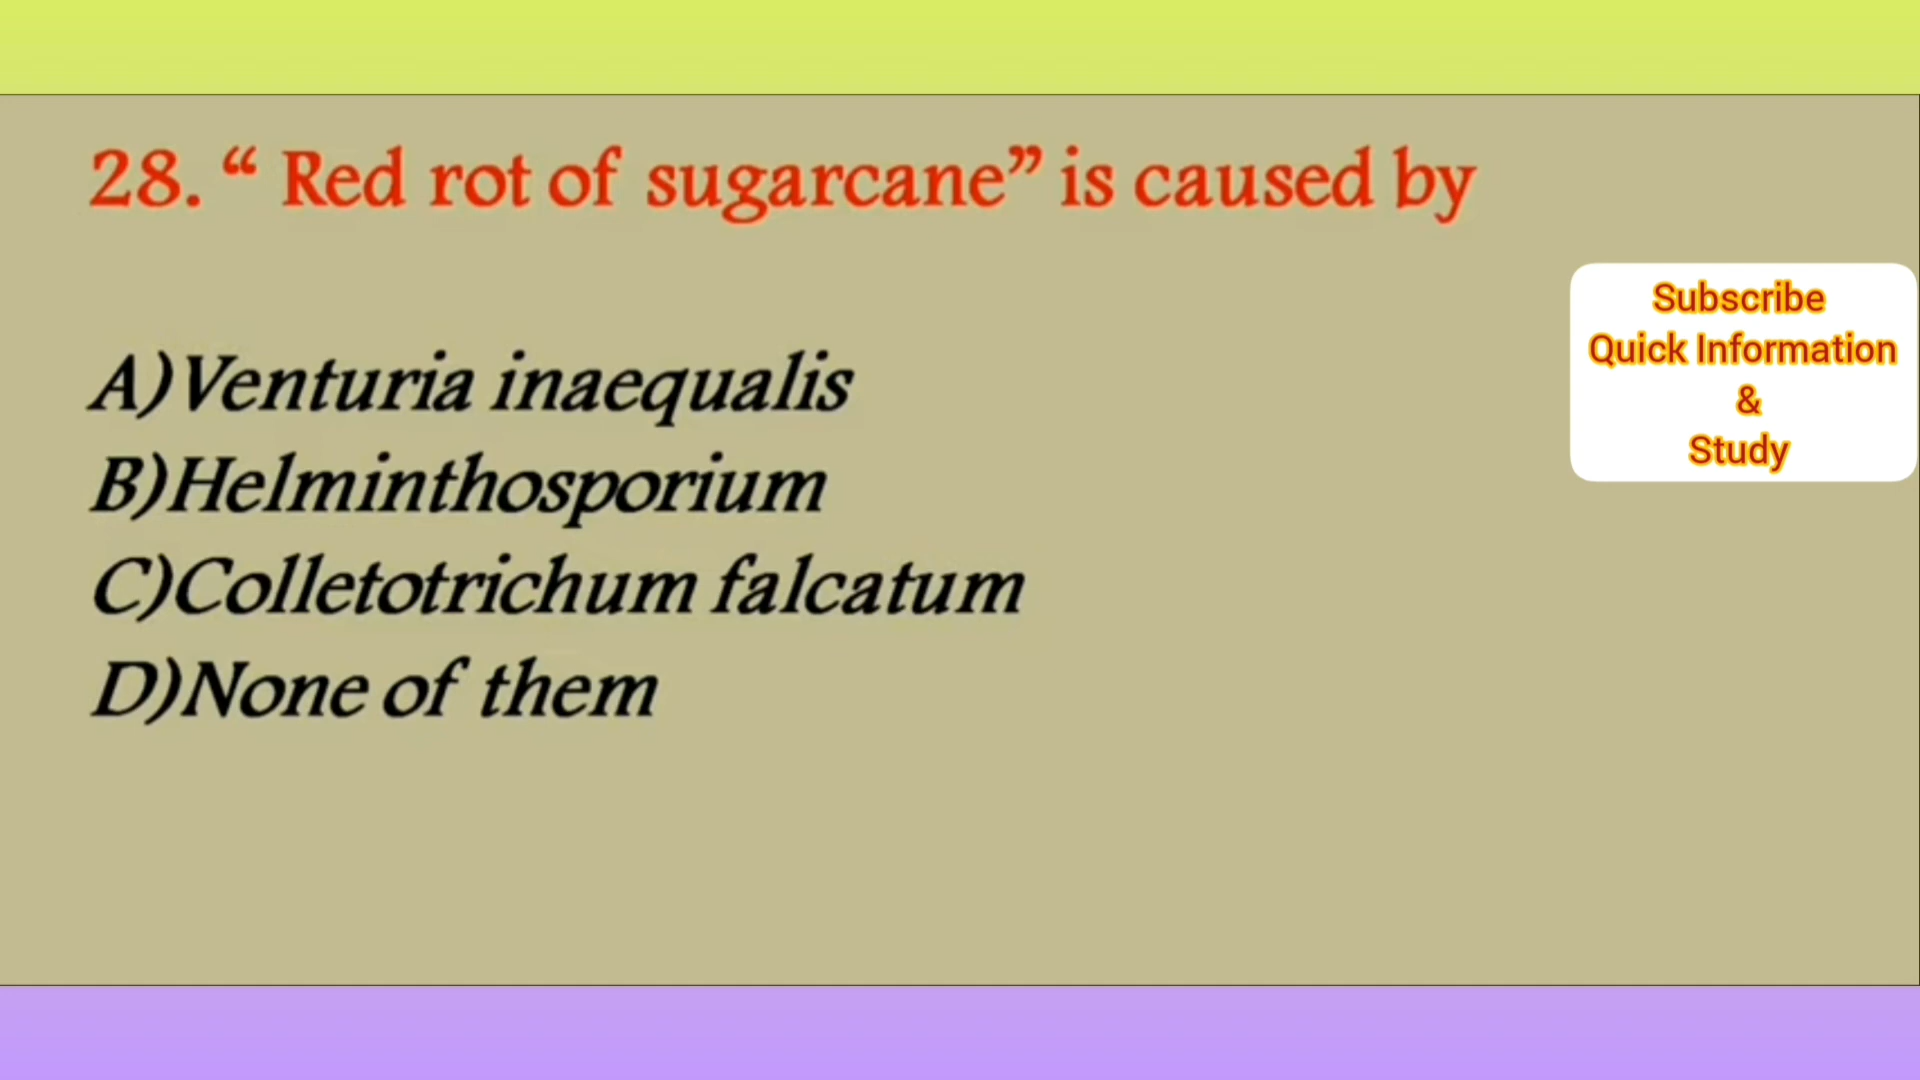 28. “ Red rot of sugarcane” is caused by
A)Venturia inaequalis
B)Helminthosporium
C)Colletotrichum falcatum
D)None of them
Subscribe
Quick Information
&
Study